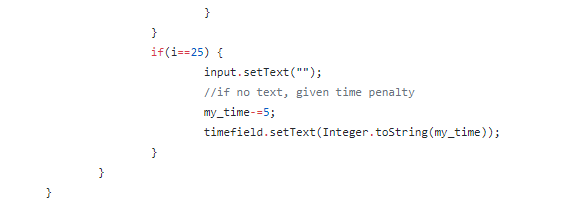 }
}
if(i==25) {
input.setText("");
//if no text, given time penalty
my_time-=5;
timefield.setText(Integer.toString(my_time));
}
}
}